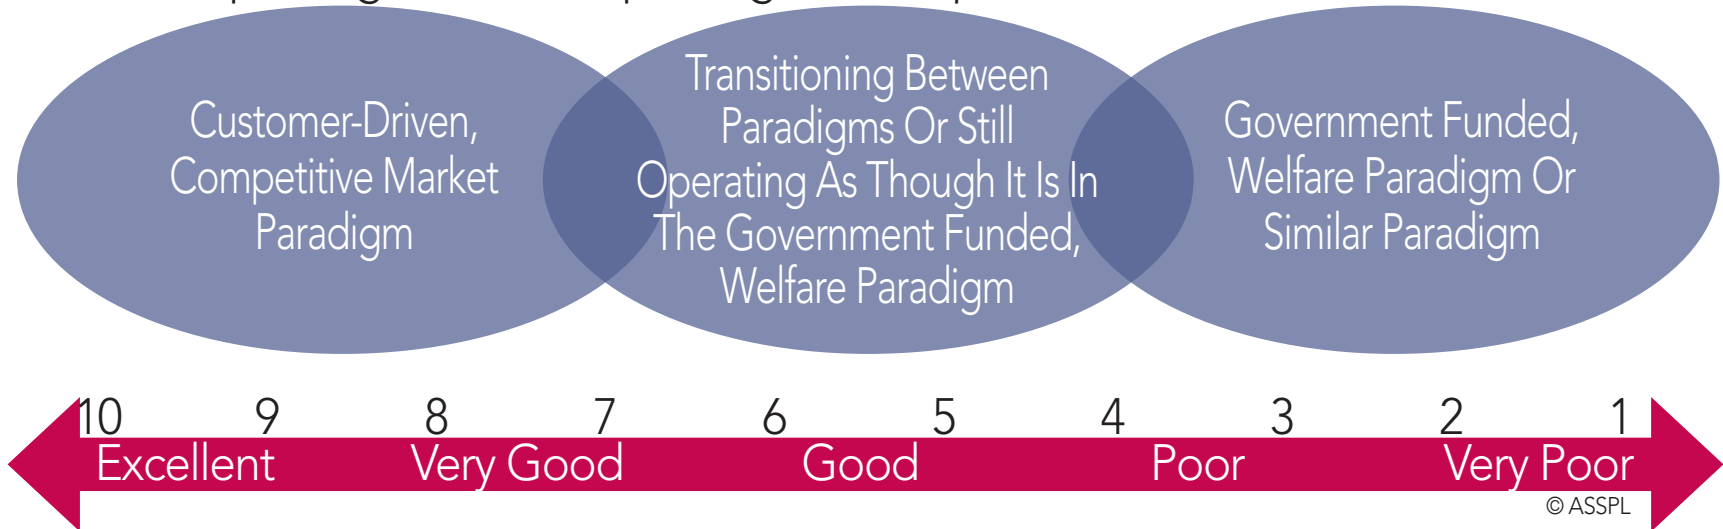 Customer-Driven,
Competitive Market
Paradigm
Transitioning Between
Paradigms Or Still
Operating As Though It Is In
The Government Funded,
Welfare Paradigm
Government Funded,
Welfare Paradigm Or
Similar Paradigm
10 9 8 7 6 5 4 3 2 1
Excellent Very Good Good Poor Very Poor
© ASSPL